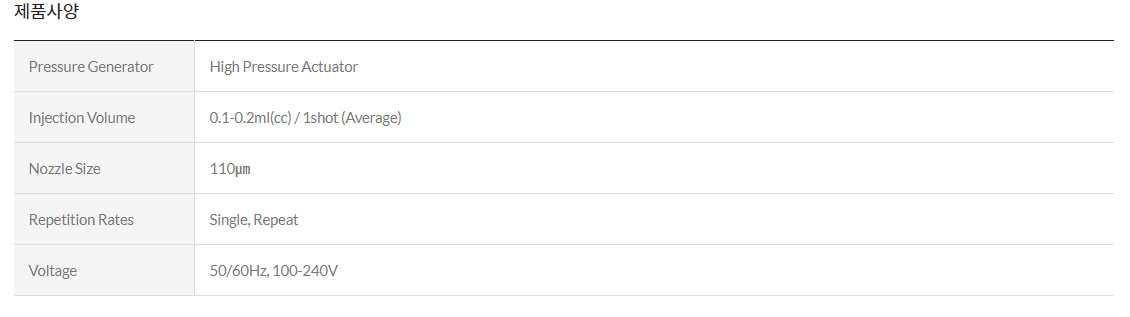 제품사양
Pressure Generator High Pressure Actuator
Injection Volume 0.1-0.2ml(cc) / 1shot (Average)
Nozzle Size 110㎛
Repetition Rates Single, Repeat
Voltage 50/60Hz, 100-240V